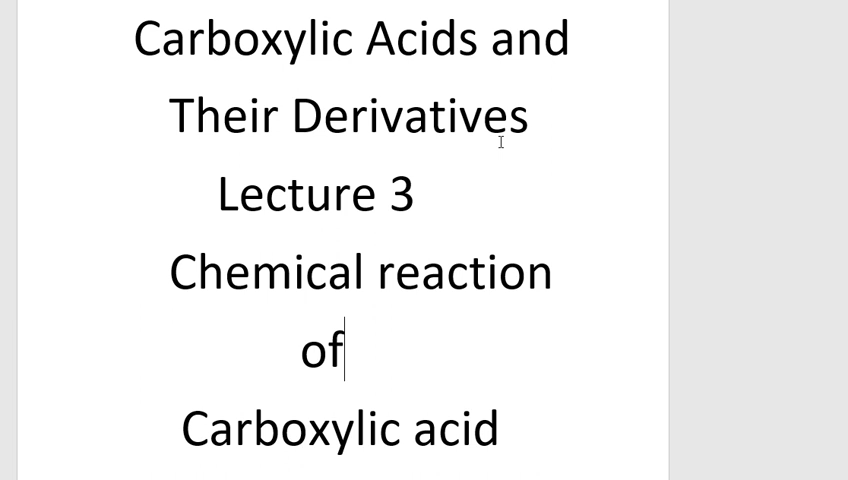 Carboxylic Acids and
Their Derivatives
Lecture 3
Chemical reaction
of
Carboxylic acid